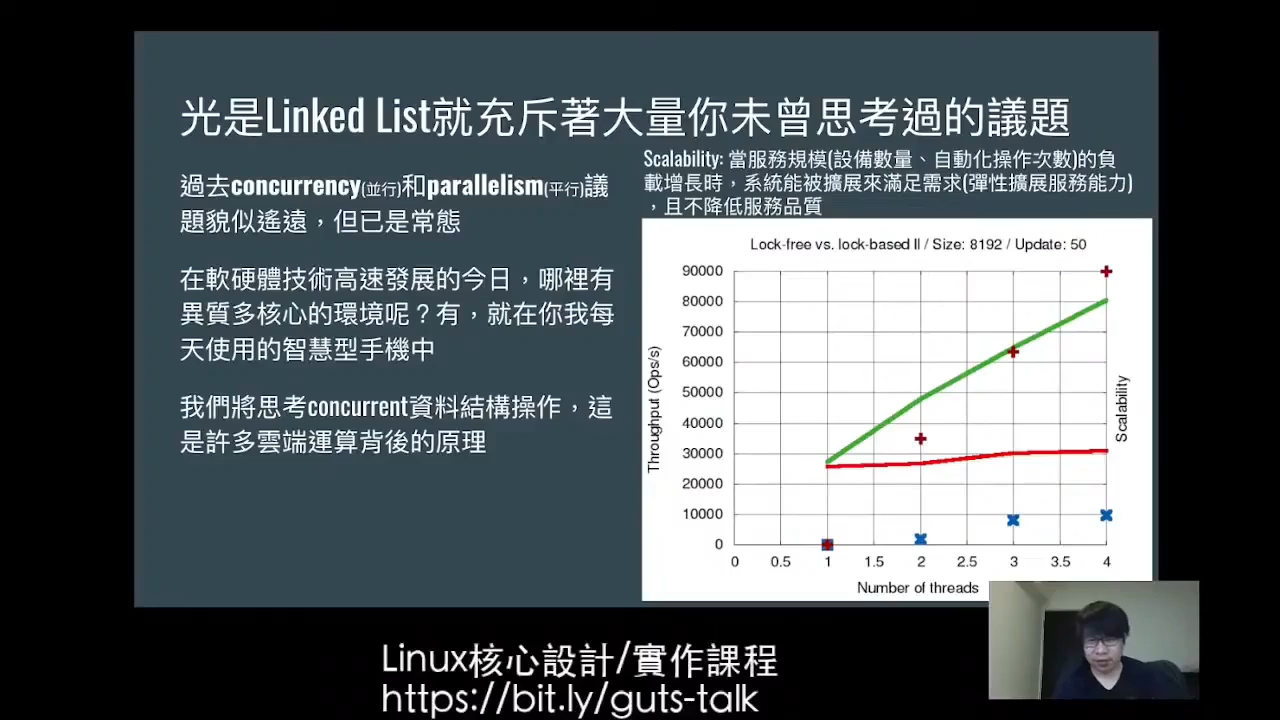 光是Linked List就充斥著大量你未曾思考過的議題
過去concurrency(並行)和parallelism(平行)議
題貌似遙遠，但已是常態
在軟硬體技術高速發展的今日，哪裡有
異質多核心的環境呢？有，就在你我每
天使用的智慧型手機中
我們將思考concurrent資料結構操作，這
是許多雲端運算背後的原理
Scalability: 當服務規模(設備數量、自動化操作次數)的負
載增長時，系統能被擴展來滿足需求(彈性擴展服務能力)
，且不降低服務品質
Lock-free vs. lock-based ll / Size: 8192 / Update: 50
90000
80000
70000
60000
50000
40000
30000
20000
10000
0
Throughput (Ops/s)
Scalability
0 0.5 1 1.5 2 2.5 3 3.5 4
Number of threads
Linux核心設計/實作課程
https://bit.ly/guts-talk